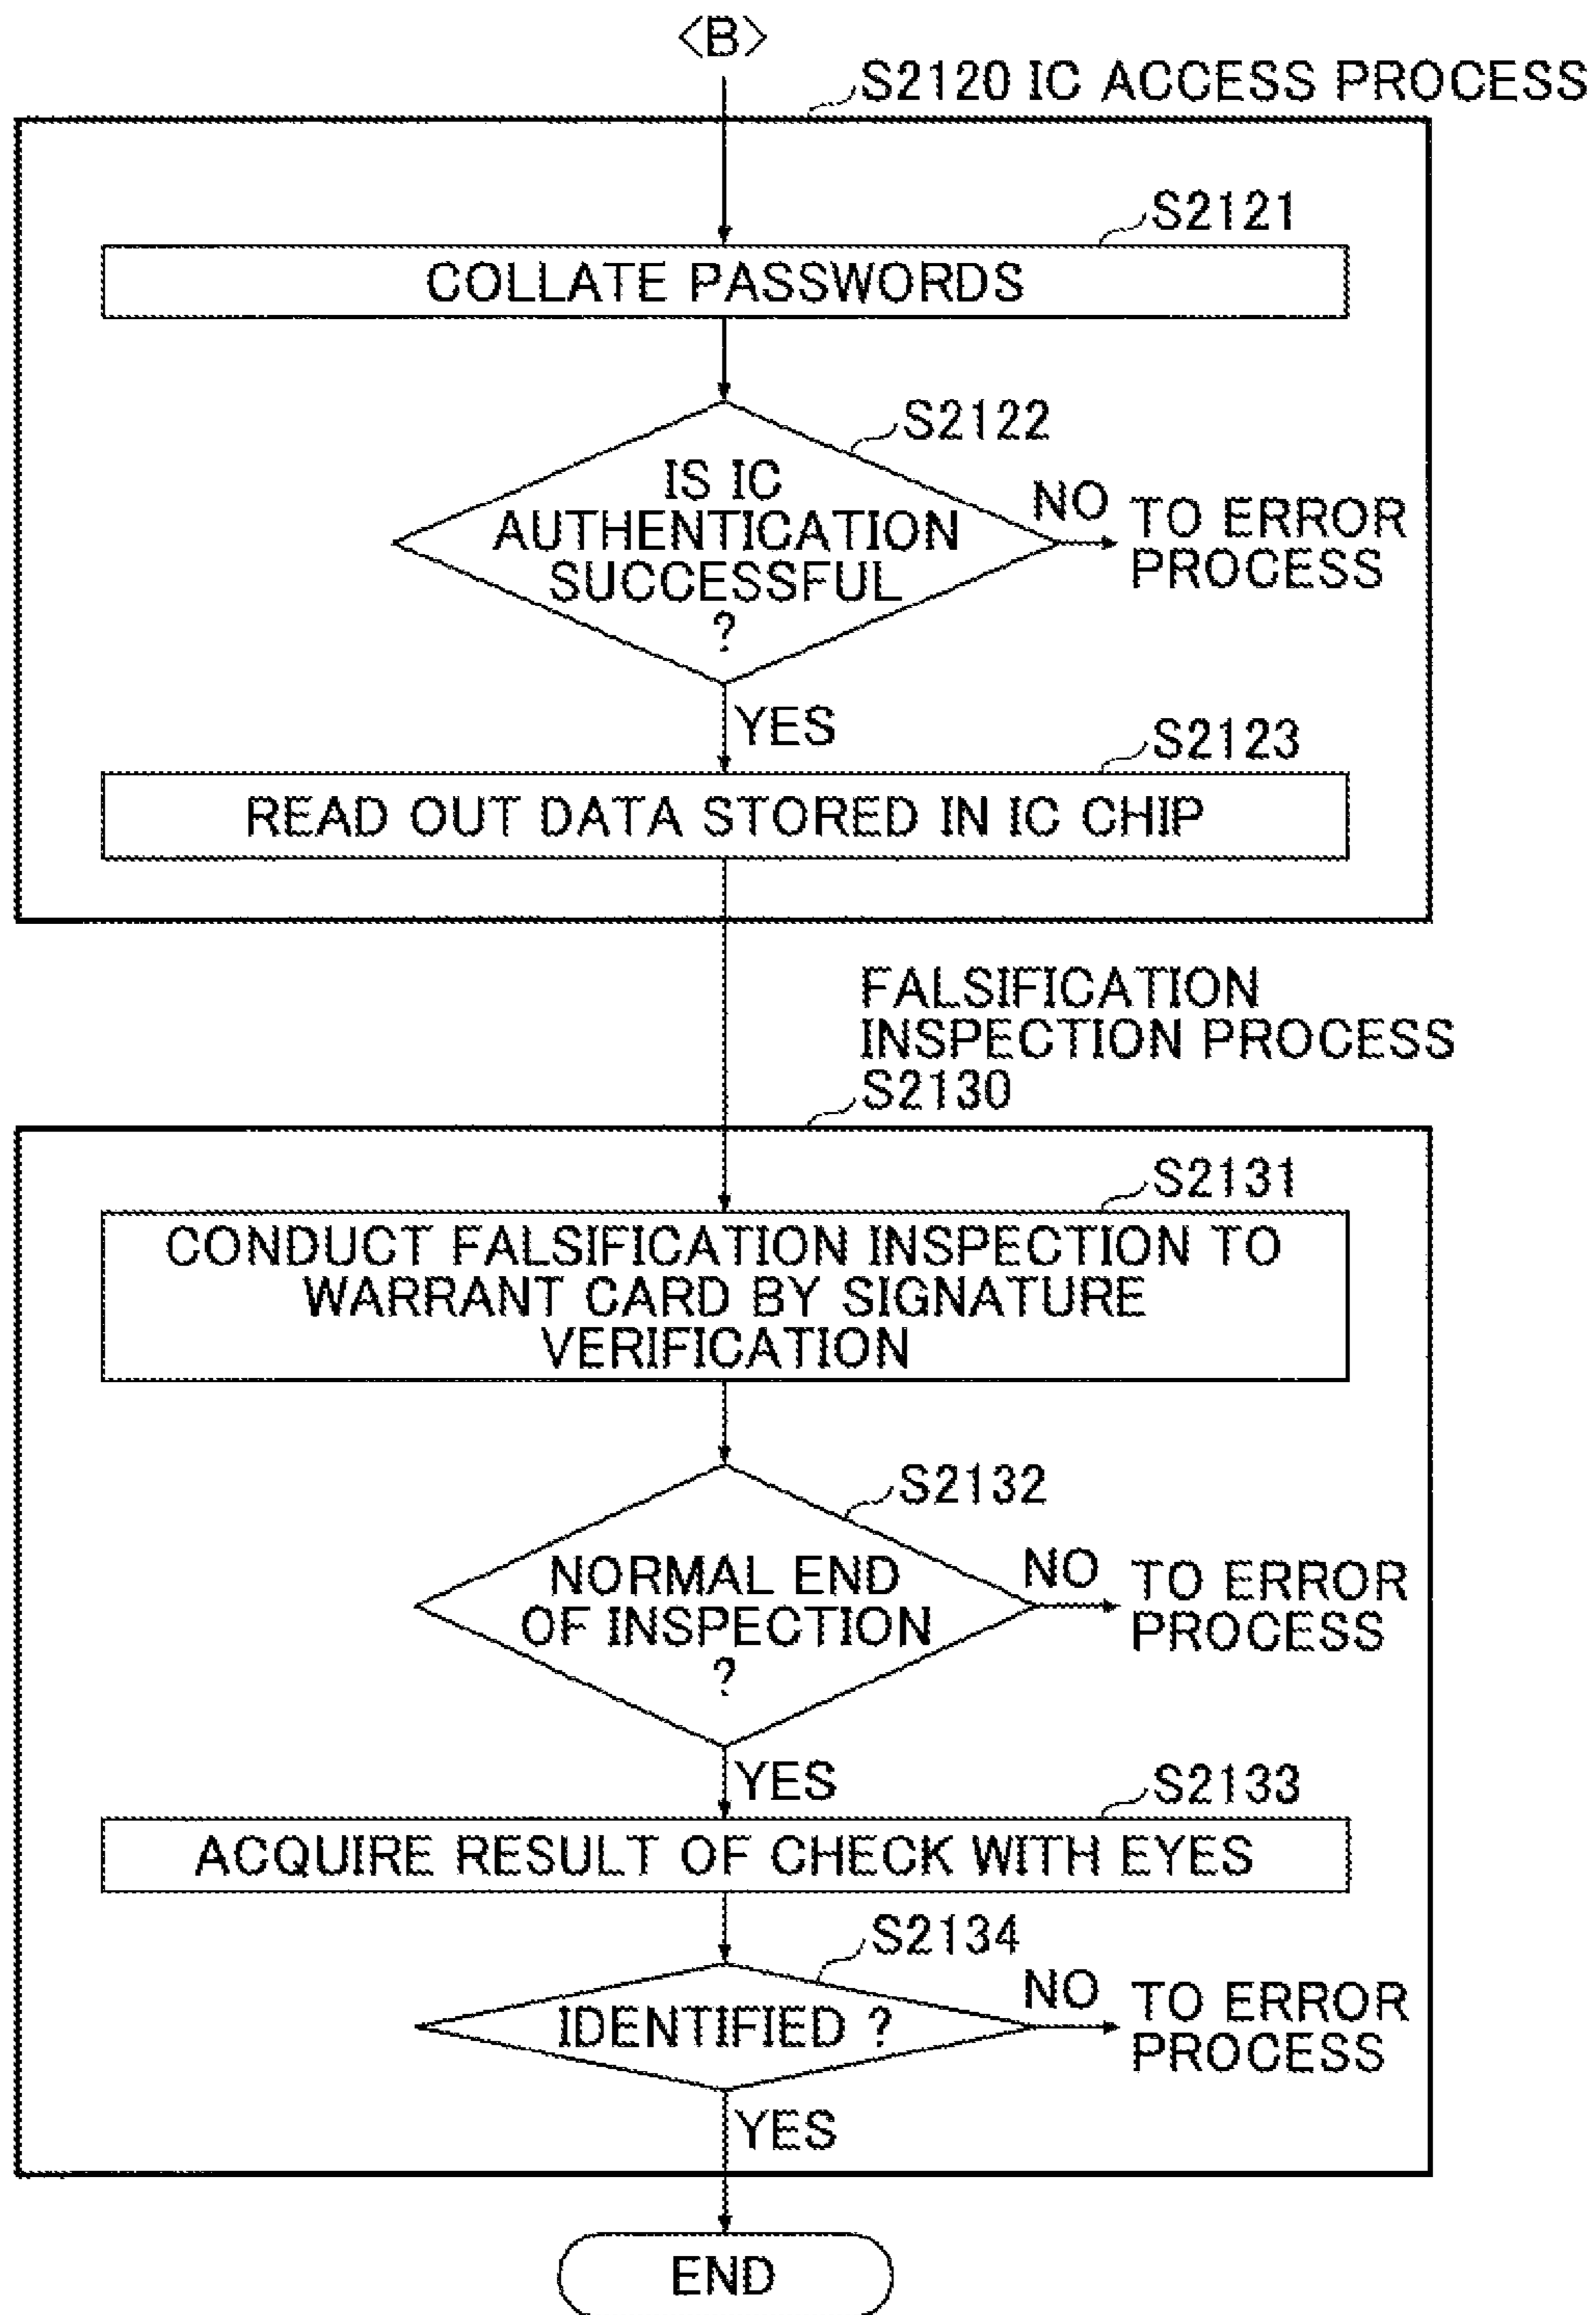 <B>
S2120 IC ACCESS PROCESS
S2121
COLLATE PASSWORDS
S2122
IS IC
AUTHENTICATION
SUCCESSFUL
?
NO
TO ERROR
PROCESS
YES
S2123
READ OUT DATA STORED IN IC CHIP
FALSIFICATION
INSPECTION PROCESS
S2130
S2131
CONDUCT FALSIFICATION INSPECTION TO
WARRANT CARD BY SIGNATURE
VERIFICATION
S2132
NORMAL END
OF INSPECTION
?
NO
TO ERROR
PROCESS
YES
S2133
ACQUIRE RESULT OF CHECK WITH EYES
S2134
IDENTIFIED ?
NO
TO ERROR
PROCESS
YES
END